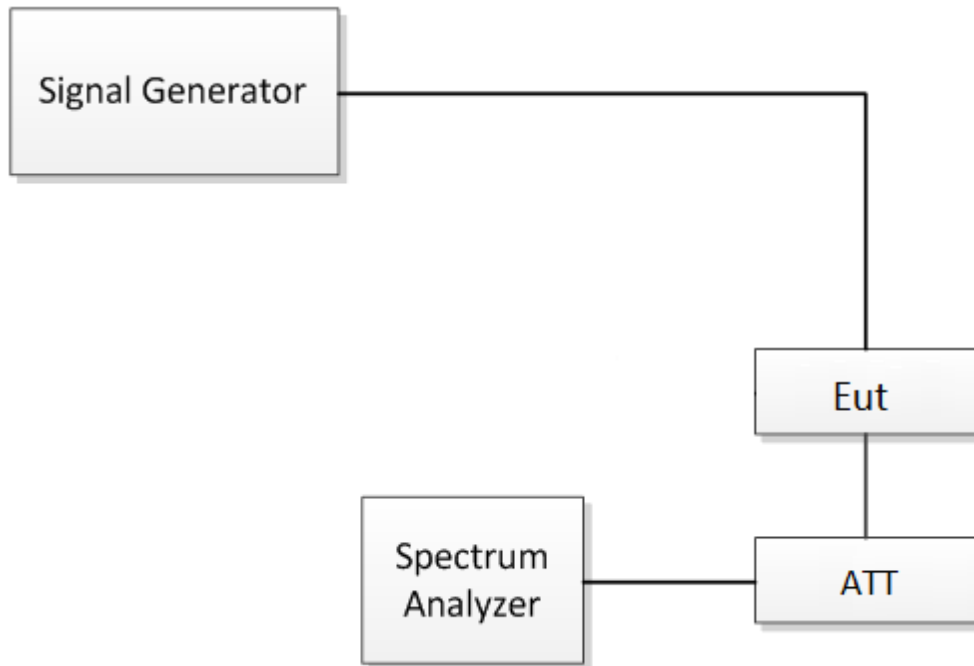 Signal Generator
Eut
Spectrum
Analyzer
ATT